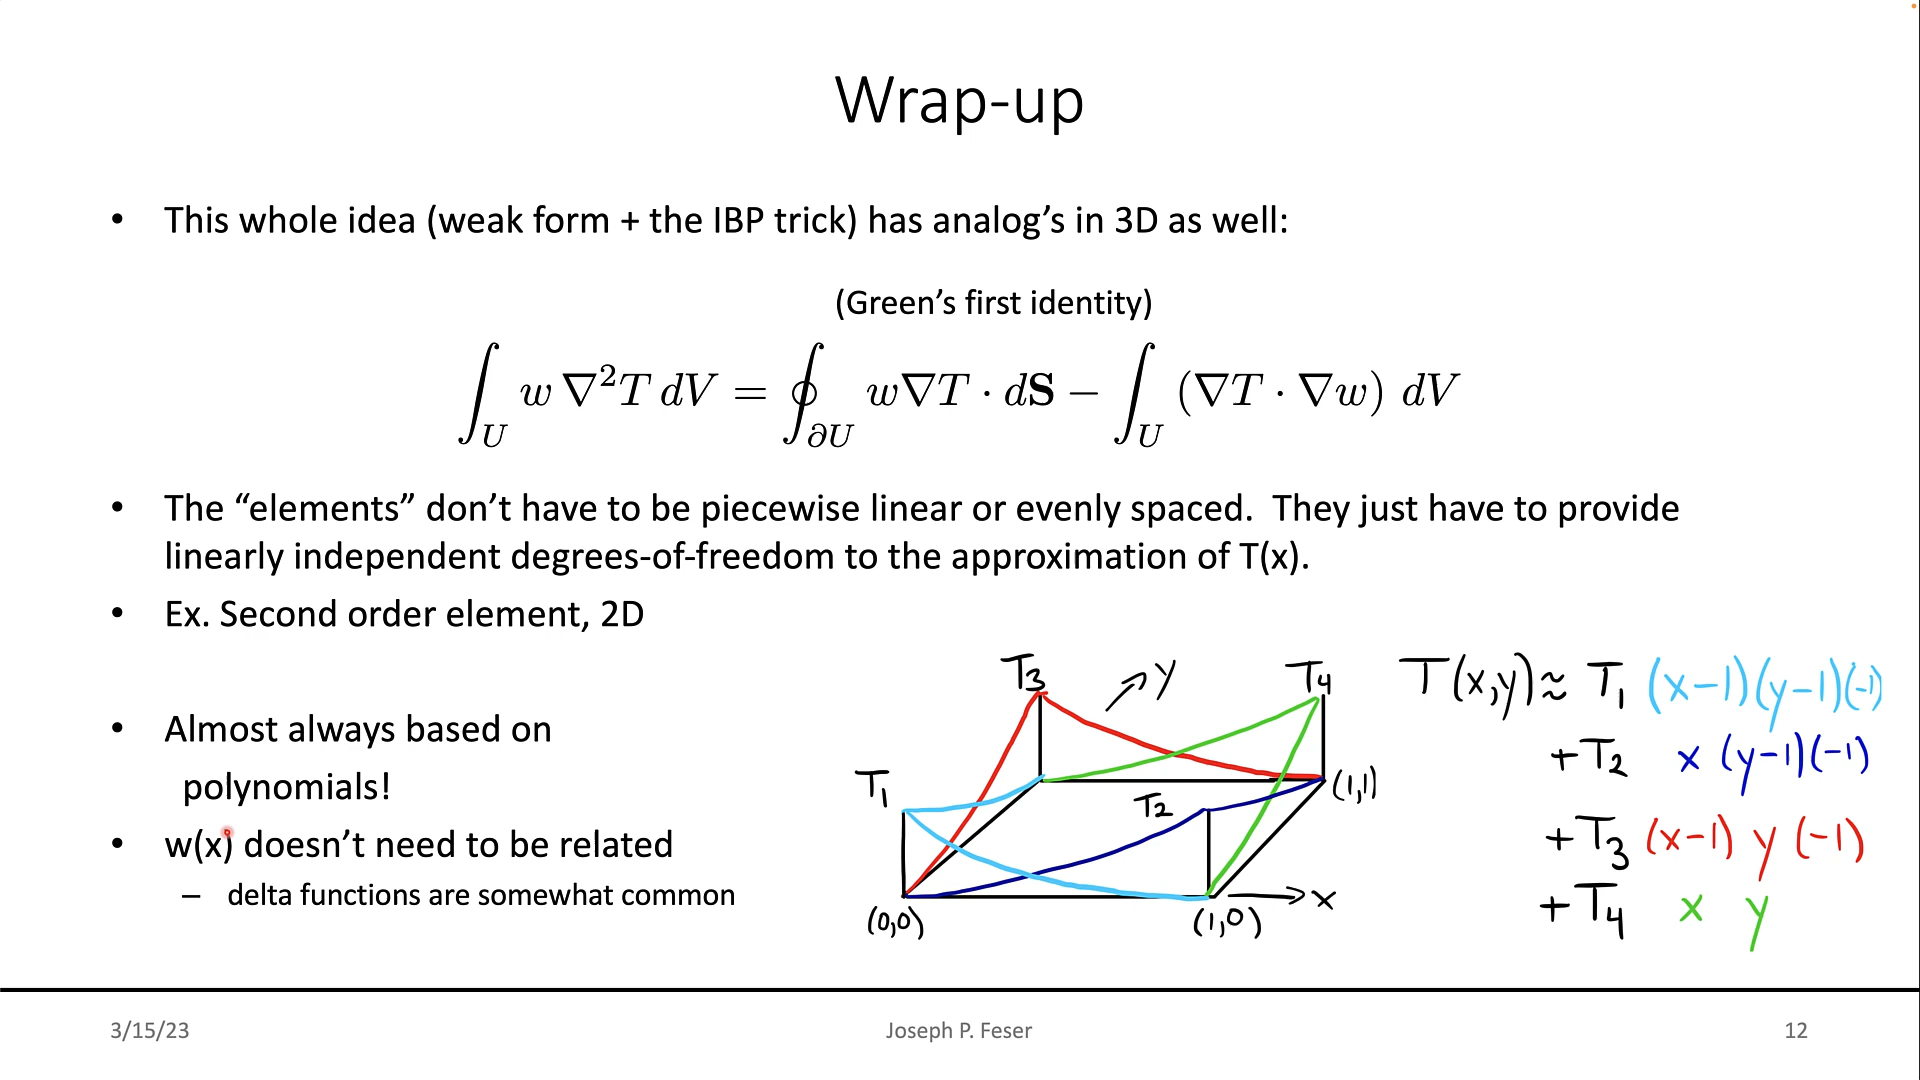 Wrap-up
• This whole idea (weak form + the IBP trick) has analog’s in 3D as well:
(Green’s first identity)
∫_U w ∇²T dV = ∮_∂U w∇T · d𝐒 − ∫_U (∇T · ∇w) dV
• The “elements” don’t have to be piecewise linear or evenly spaced. They just have to provide
linearly independent degrees-of-freedom to the approximation of T(x).
• Ex. Second order element, 2D
• Almost always based on
polynomials!
• w(x) doesn’t need to be related
– delta functions are somewhat common
T3
y
T4
T1
T2
(1,1)
x
(0,0)
(1,0)
T(x,y) ≈ T1 (x-1)(y-1)(-1)
+T2 x (y-1)(-1)
+T3 (x-1) y (-1)
+T4 x y
3/15/23
Joseph P. Feser
12